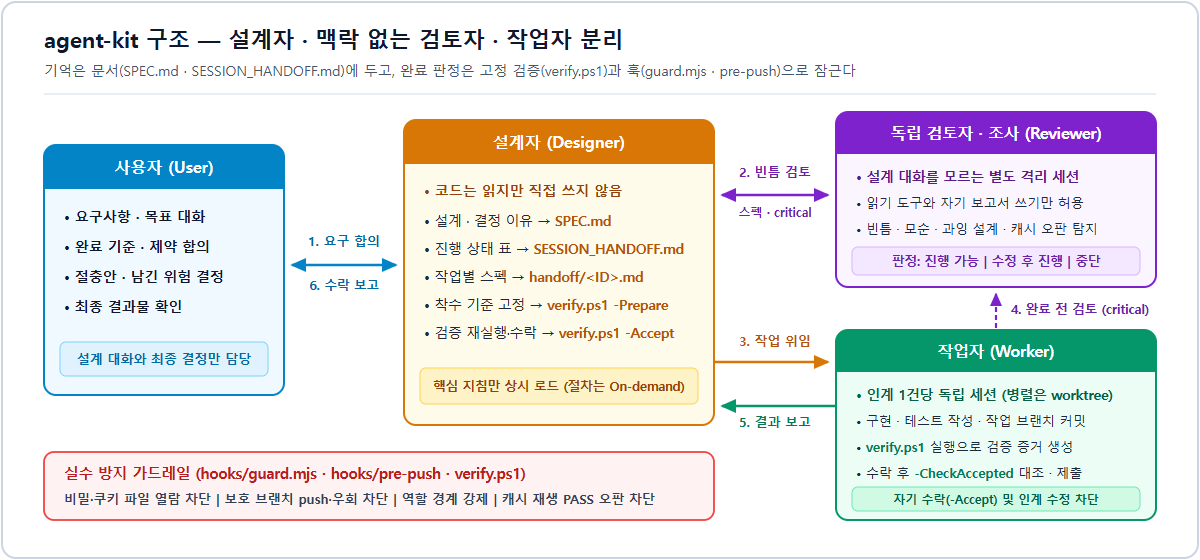 agent-kit 구조 — 설계자 · 맥락 없는 검토자 · 작업자 분리
기억은 문서(SPEC.md · SESSION_HANDOFF.md)에 두고, 완료 판정은 고정 검증(verify.ps1)과 훅(guard.mjs · pre-push)으로 잠근다
사용자 (User)
• 요구사항 · 목표 대화
• 완료 기준 · 제약 합의
• 절충안 · 남긴 위험 결정
• 최종 결과물 확인
설계 대화와 최종 결정만 담당
1. 요구 합의
6. 수락 보고
설계자 (Designer)
• 코드는 읽지만 직접 쓰지 않음
• 설계 · 결정 이유 → SPEC.md
• 진행 상태 표 → SESSION_HANDOFF.md
• 작업별 스펙 → handoff/<ID>.md
• 착수 기준 고정 → verify.ps1 -Prepare
• 검증 재실행·수락 → verify.ps1 -Accept
핵심 지침만 상시 로드 (절차는 On-demand)
2. 빈틈 검토
스펙 · critical
3. 작업 위임
5. 결과 보고
독립 검토자 · 조사 (Reviewer)
• 설계 대화를 모르는 별도 격리 세션
• 읽기 도구와 자기 보고서 쓰기만 허용
• 빈틈 · 모순 · 과잉 설계 · 캐시 오판 탐지
판정: 진행 가능 | 수정 후 진행 | 중단
4. 완료 전 검토 (critical)
작업자 (Worker)
• 인계 1건당 독립 세션 (병렬은 worktree)
• 구현 · 테스트 작성 · 작업 브랜치 커밋
• verify.ps1 실행으로 검증 증거 생성
• 수락 후 -CheckAccepted 대조 · 제출
자기 수락(-Accept) 및 인계 수정 차단
실수 방지 가드레일 (hooks/guard.mjs · hooks/pre-push · verify.ps1)
비밀·쿠키 파일 열람 차단 | 보호 브랜치 push·우회 차단 | 역할 경계 강제 | 캐시 재생 PASS 오판 차단